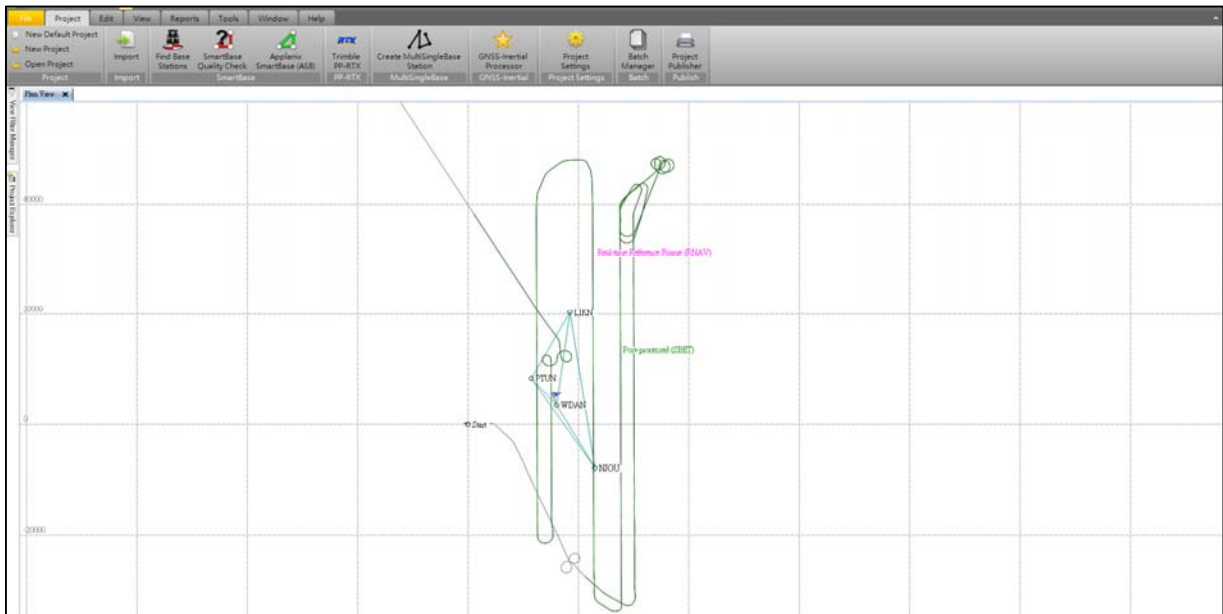 File Project Edit View Reports Tools Window Help
New Default Project
New Project
Open Project
Import
Find Base
Stations
SmartBase
Quality Check
Applanix
SmartBase (ASB)
Trimble
PP-RTX
Create MultiSingleBase
Station
GNSS-Inertial
Processor
Project
Settings
Batch
Manager
Project
Publisher
Project Import SmartBase PP-RTX MultiSingleBase GNSS-Inertial Project Settings Batch Publish
Plan View
View Filter Manager
Project Explorer
40000
Real-time Reference Frame (RNAV)
20000
LIKN
Post-processed (SBET)
PTUN
WDAN
0
Start
NIOU
-20000